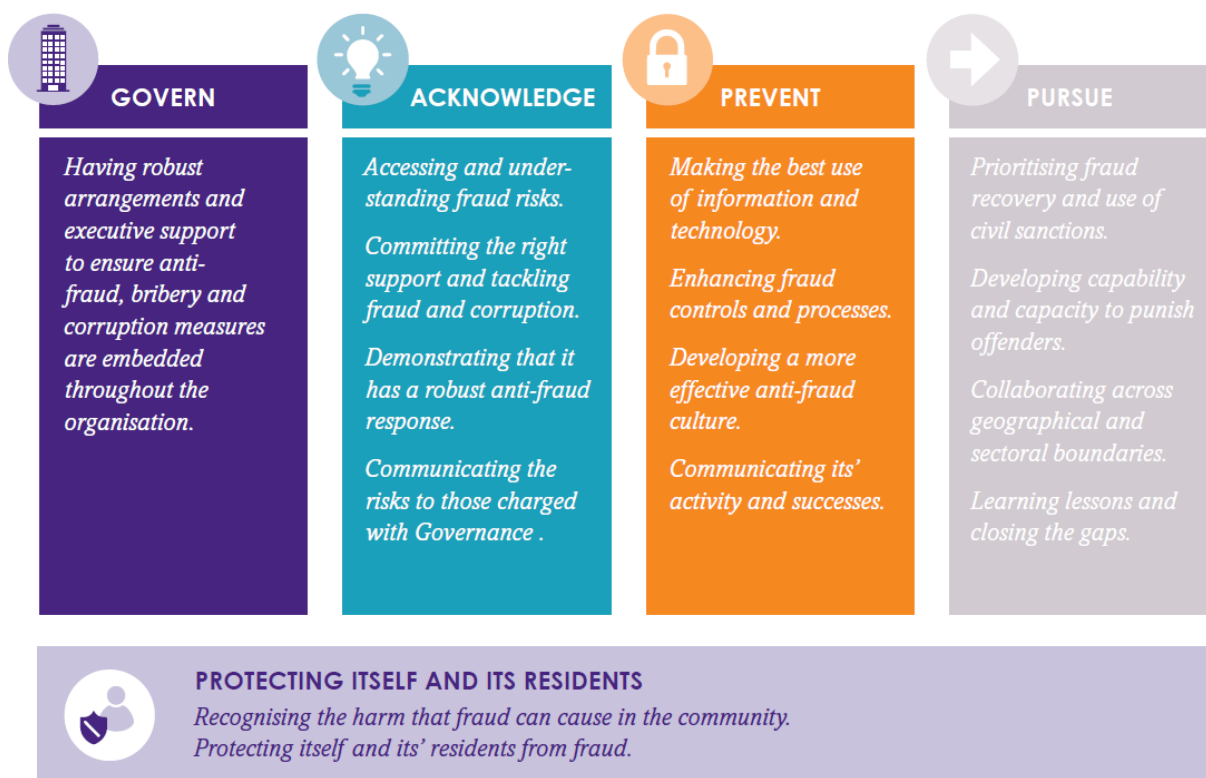 GOVERN
Having robust
arrangements and
executive support
to ensure anti-
fraud, bribery and
corruption measures
are embedded
throughout the
organisation.
ACKNOWLEDGE
Accessing and under-
standing fraud risks.
Committing the right
support and tackling
fraud and corruption.
Demonstrating that it
has a robust anti-fraud
response.
Communicating the
risks to those charged
with Governance .
PREVENT
Making the best use
of information and
technology.
Enhancing fraud
controls and processes.
Developing a more
effective anti-fraud
culture.
Communicating its’
activity and successes.
PURSUE
Prioritising fraud
recovery and use of
civil sanctions.
Developing capability
and capacity to punish
offenders.
Collaborating across
geographical and
sectoral boundaries.
Learning lessons and
closing the gaps.
PROTECTING ITSELF AND ITS RESIDENTS
Recognising the harm that fraud can cause in the community.
Protecting itself and its’ residents from fraud.